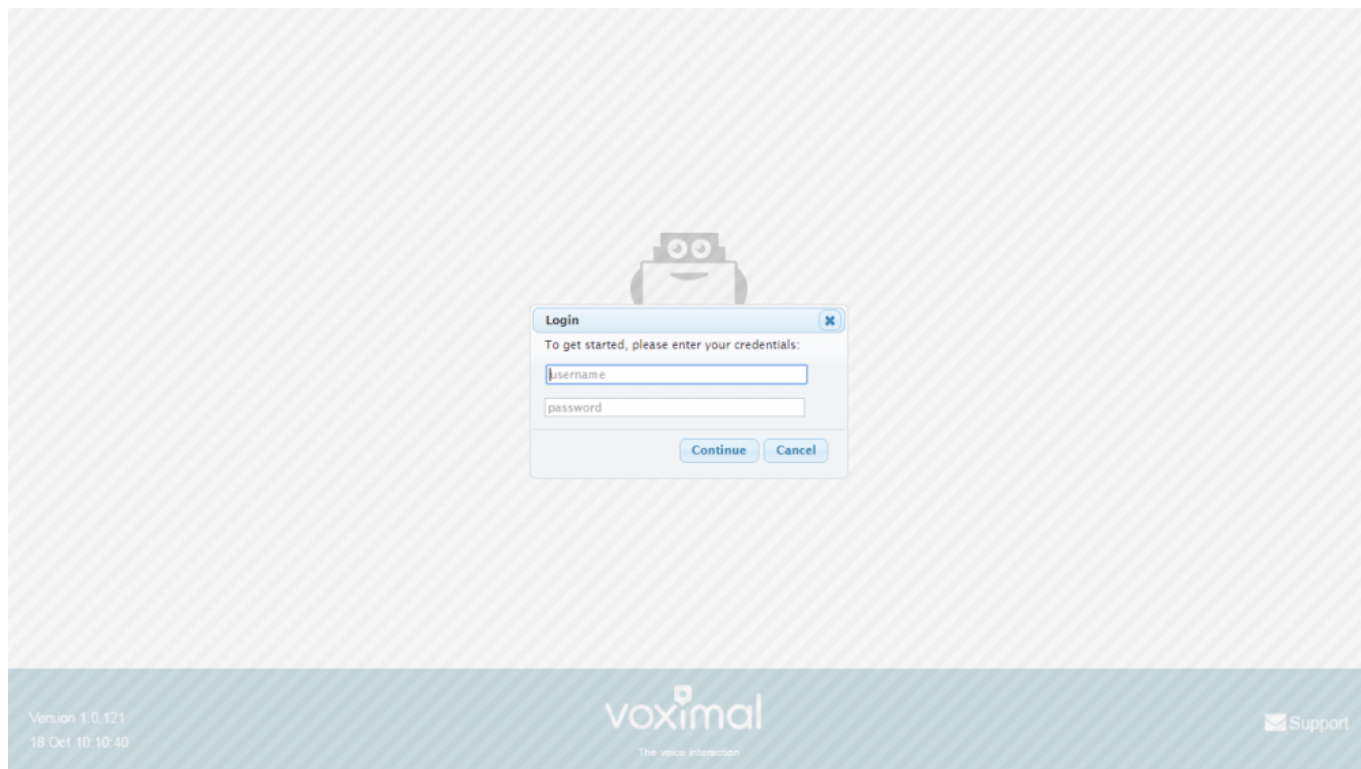 Login
To get started, please enter your credentials:
username
password
Continue Cancel
Version 1.0.121
18 Oct 10:10:40
voximal
The voice interaction
Support